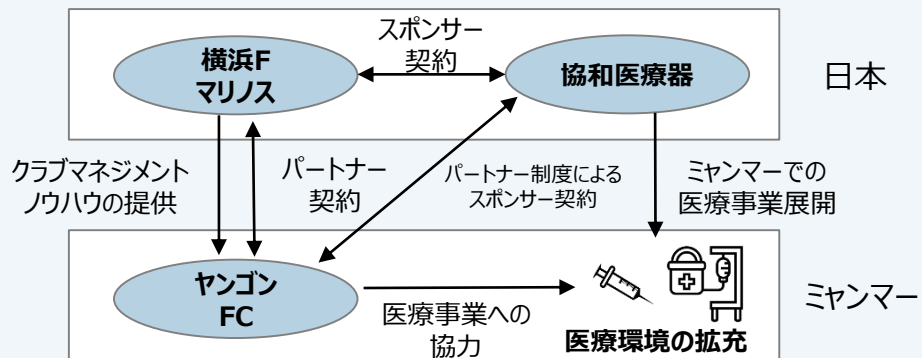 スポンサー
契約
横浜F
マリノス
協和医療器
日本
クラブマネジメント
ノウハウの提供
パートナー
契約
パートナー制度による
スポンサー契約
ミャンマーでの
医療事業展開
ヤンゴン
FC
医療事業への
協力
医療環境の拡充
ミャンマー